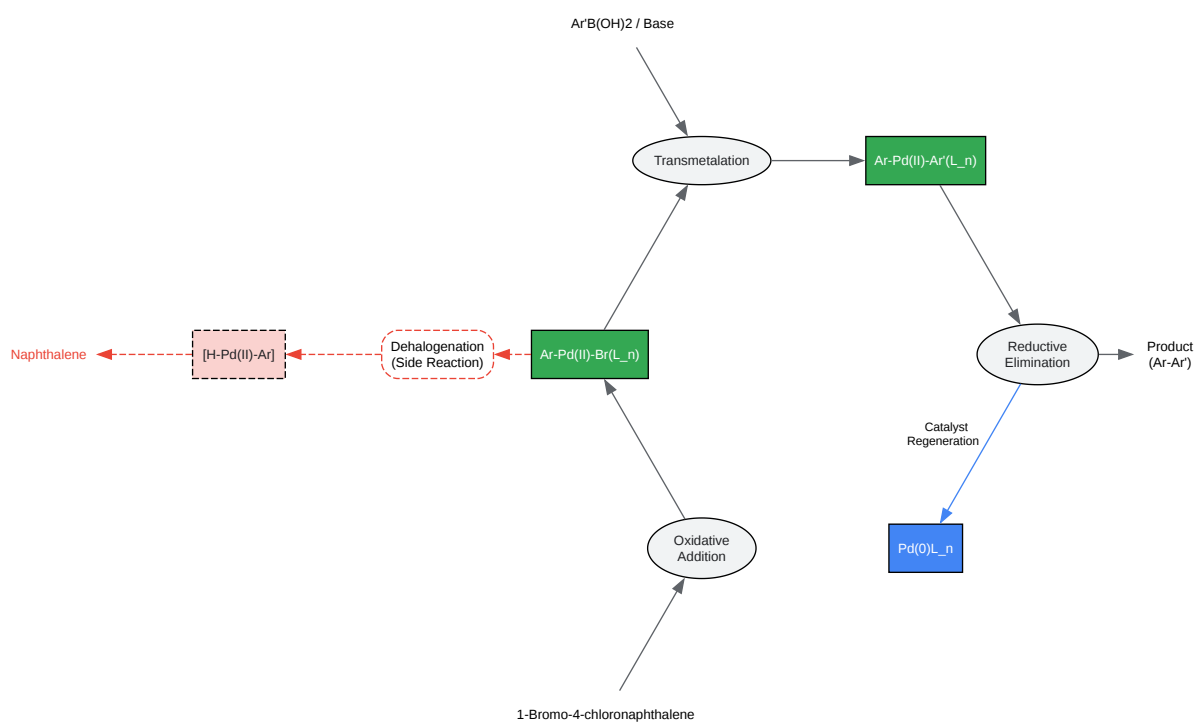 Ar'B(OH)2 / Base
Transmetalation
Ar-Pd(II)-Ar'(L_n)
Naphthalene
[H-Pd(II)-Ar]
Dehalogenation
(Side Reaction)
Ar-Pd(II)-Br(L_n)
Reductive
Elimination
Product
(Ar-Ar')
Catalyst
Regeneration
Oxidative
Addition
Pd(0)L_n
1-Bromo-4-chloronaphthalene